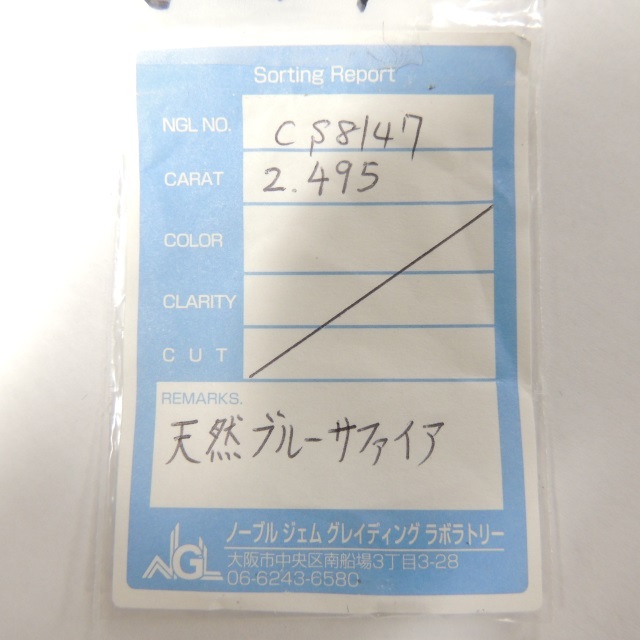 Sorting Report
NGL NO. CS8147
CARAT 2.495
COLOR
CLARITY
CUT
REMARKS.
天然ブルーサファイア
NGL
ノーブル ジェム グレイディング ラボラトリー
大阪市中央区南船場3丁目3-28
06-6243-6580